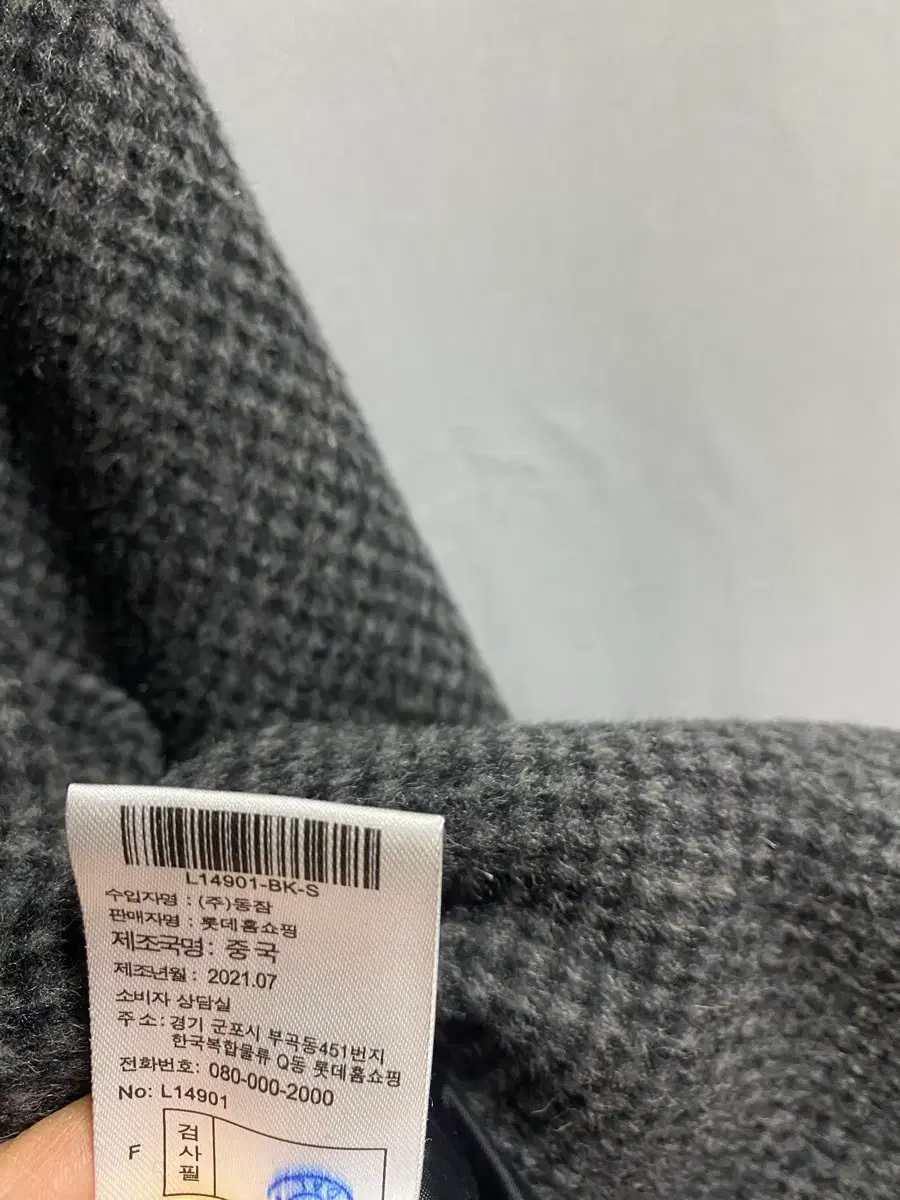 L14901-BK-S
수입자명 : (주)동잠
판매자명 : 롯데홈쇼핑
제조국명: 중국
제조년월 : 2021.07
소비자 상담실
주 소 : 경기 군포시 부곡동451번지
한국복합물류 Q동 롯데홈쇼핑
전화번호: 080-000-2000
No: L14901
F
검사필